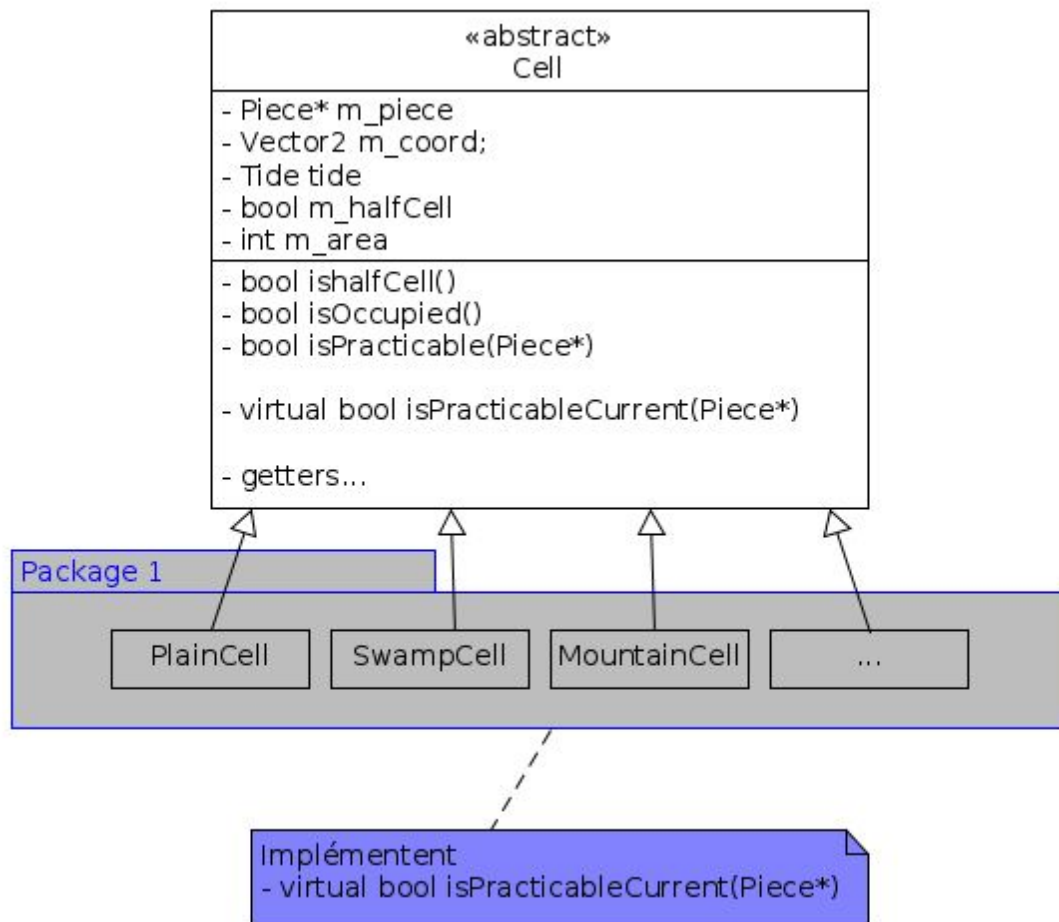 «abstract»
Cell
- Piece* m_piece
- Vector2 m_coord;
- Tide tide
- bool m_halfCell
- int m_area
- bool ishalfCell()
- bool isOccupied()
- bool isPracticable(Piece*)
- virtual bool isPracticableCurrent(Piece*)
- getters...
Package 1
PlainCell
SwampCell
MountainCell
...
Implémentent
- virtual bool isPracticableCurrent(Piece*)